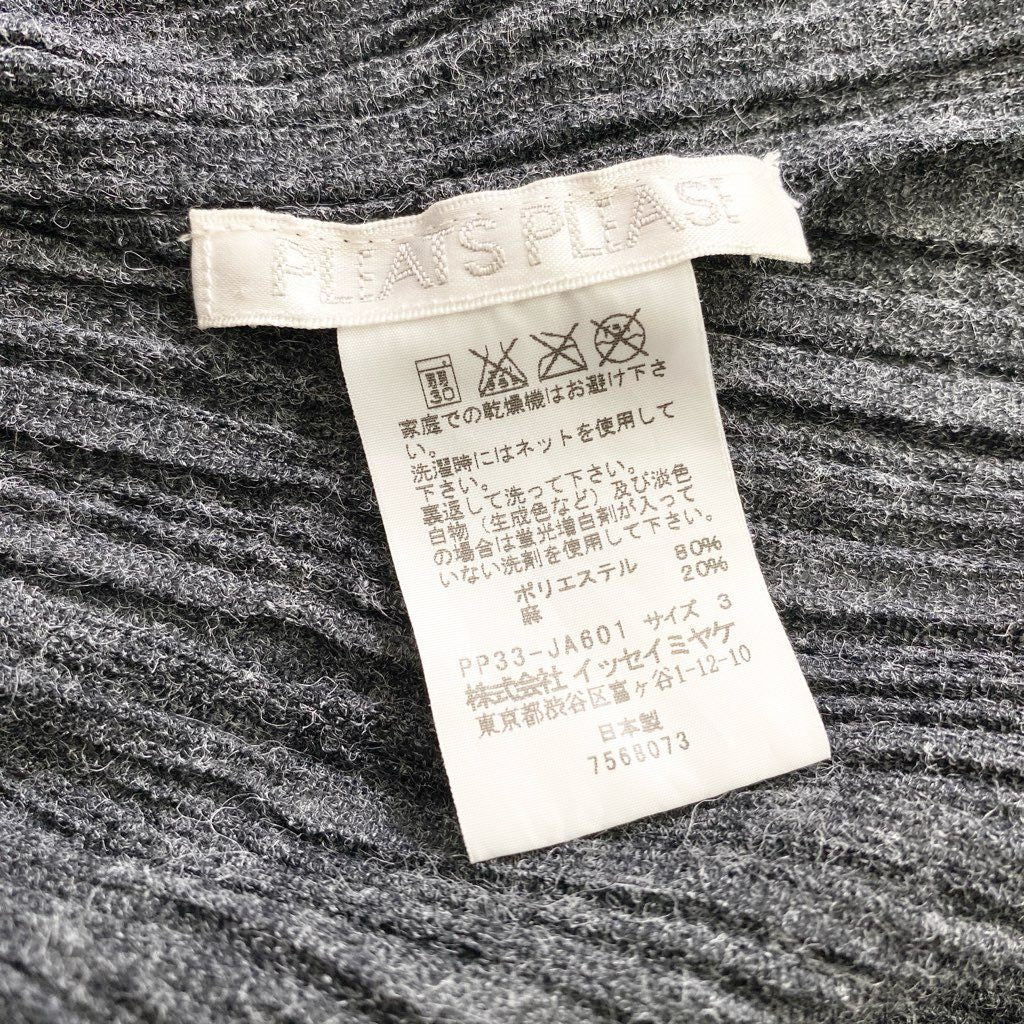 PLEATS PLEASE
30
家庭での乾燥機はお避け下さ
い。
洗濯時にはネットを使用して
下さい。
裏返して洗って下さい。
白物（生成色など）及び淡色
の場合は蛍光増白剤が入って
いない洗剤を使用して下さい。
ポリエステル 80%
麻 20%
PP33-JA601 サイズ 3
株式会社 イッセイミヤケ
東京都渋谷区富ヶ谷1-12-10
日本製
7568073